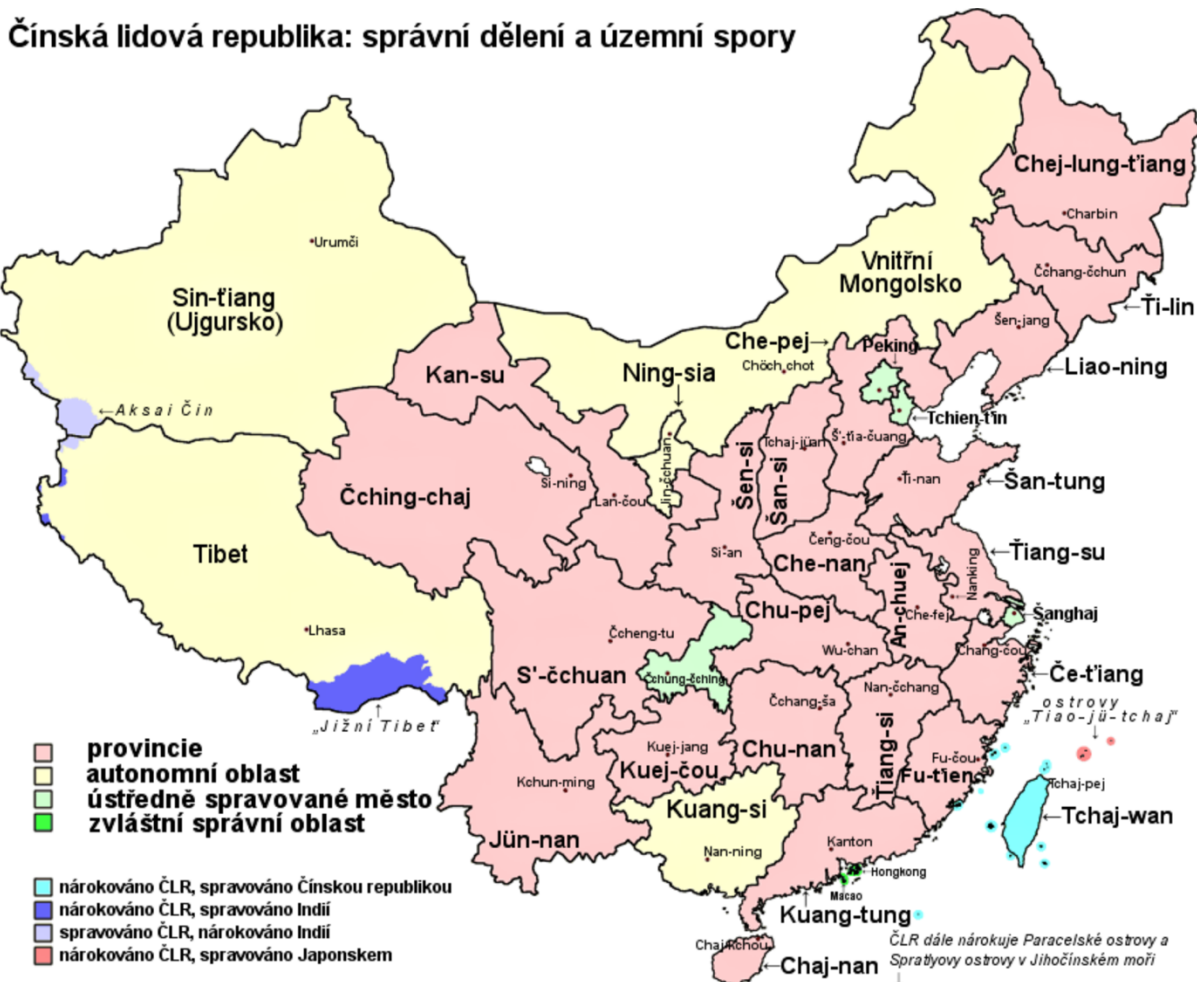 Čínská lidová republika: správní dělení a územní spory
Chej-lung-ťiang
Charbin
Urumči
Vnitřní
Mongolsko
Čchang-čchun
Sin-ťiang
(Ujgursko)
←Ťi-lin
Šen-jang
Che-pej→
Peking
Kan-su
Ning-sia
Chöch chot
←Liao-ning
←Aksai Čin
Tchien-ťin
Šen-si
Šan-si
Tchaj-jüan
Š'-ťia-čuang
Jin-čchuan
Si-ning
Lan-čou
Ťi-nan
←Šan-tung
Čching-chaj
Tibet
Si-an
Čeng-čou
Che-nan
An-chuej
Nanking
←Ťiang-su
Chu-pej
Che-fej
Šanghaj
Lhasa
Čcheng-tu
Wu-chan
Chang-čou
S'-čchuan
Čchung-čching
←Če-ťiang
Čchang-ša
Nan-čchang
ostrovy
„Tiao-jü-tchaj“
„Jižní Tibet“
provincie
autonomní oblast
ústředně spravované město
zvláštní správní oblast
Kuej-jang
Kuej-čou
Chu-nan
Ťiang-si
Fu-čou
Fu-ťien
Kchun-ming
Tchaj-pej
←Tchaj-wan
Kuang-si
Jün-nan
Nan-ning
Kanton
←Hongkong
Macao
Kuang-tung
nárokováno ČLR, spravováno Čínskou republikou
nárokováno ČLR, spravováno Indií
spravováno ČLR, nárokováno Indií
nárokováno ČLR, spravováno Japonskem
Chaj-kchou
←Chaj-nan
ČLR dále nárokuje Paracelské ostrovy a
Spratlyovy ostrovy v Jihočínském moři